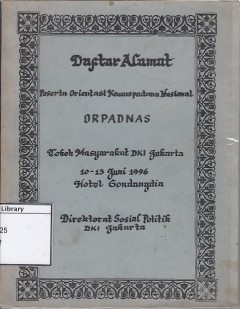 Daftar Alamat
Peserta Orientasi Kewaspadaan Nasional
ORPADNAS
Tokoh Masyarakat DKI Jakarta
10-13 Juni 1996
Hotel Gondangdia
Library
25
Direktorat Sosial Politik
DKI Jakarta